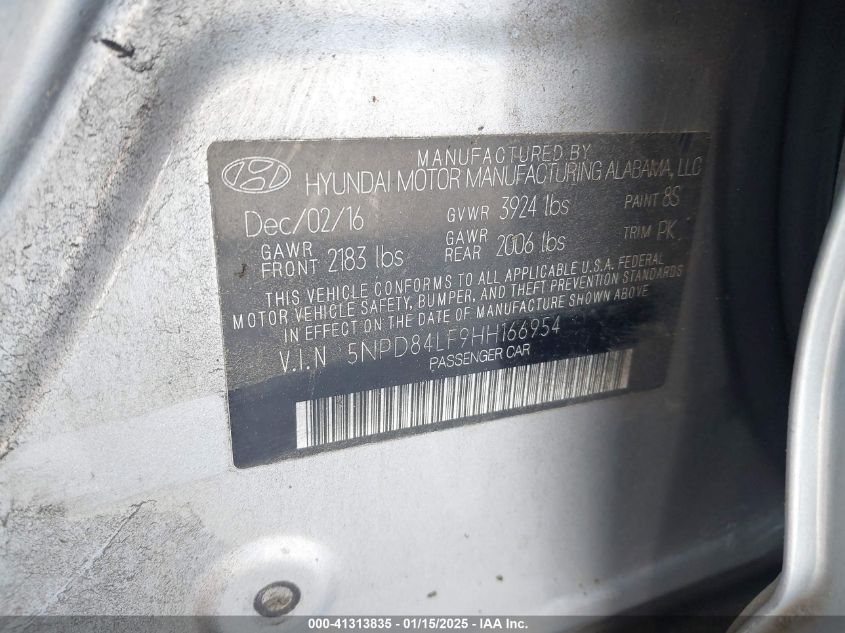 MANUFACTURED BY
HYUNDAI MOTOR MANUFACTURING ALABAMA, LLC
Dec/02/16 GVWR 3924 lbs PAINT 8S
GAWR FRONT 2183 lbs GAWR REAR 2006 lbs TRIM PK
THIS VEHICLE CONFORMS TO ALL APPLICABLE U.S.A. FEDERAL
MOTOR VEHICLE SAFETY, BUMPER, AND THEFT PREVENTION STANDARDS
IN EFFECT ON THE DATE OF MANUFACTURE SHOWN ABOVE
V.I.N 5NPD84LF9HH166954
PASSENGER CAR
000-41313835 - 01/15/2025 - IAAI.com